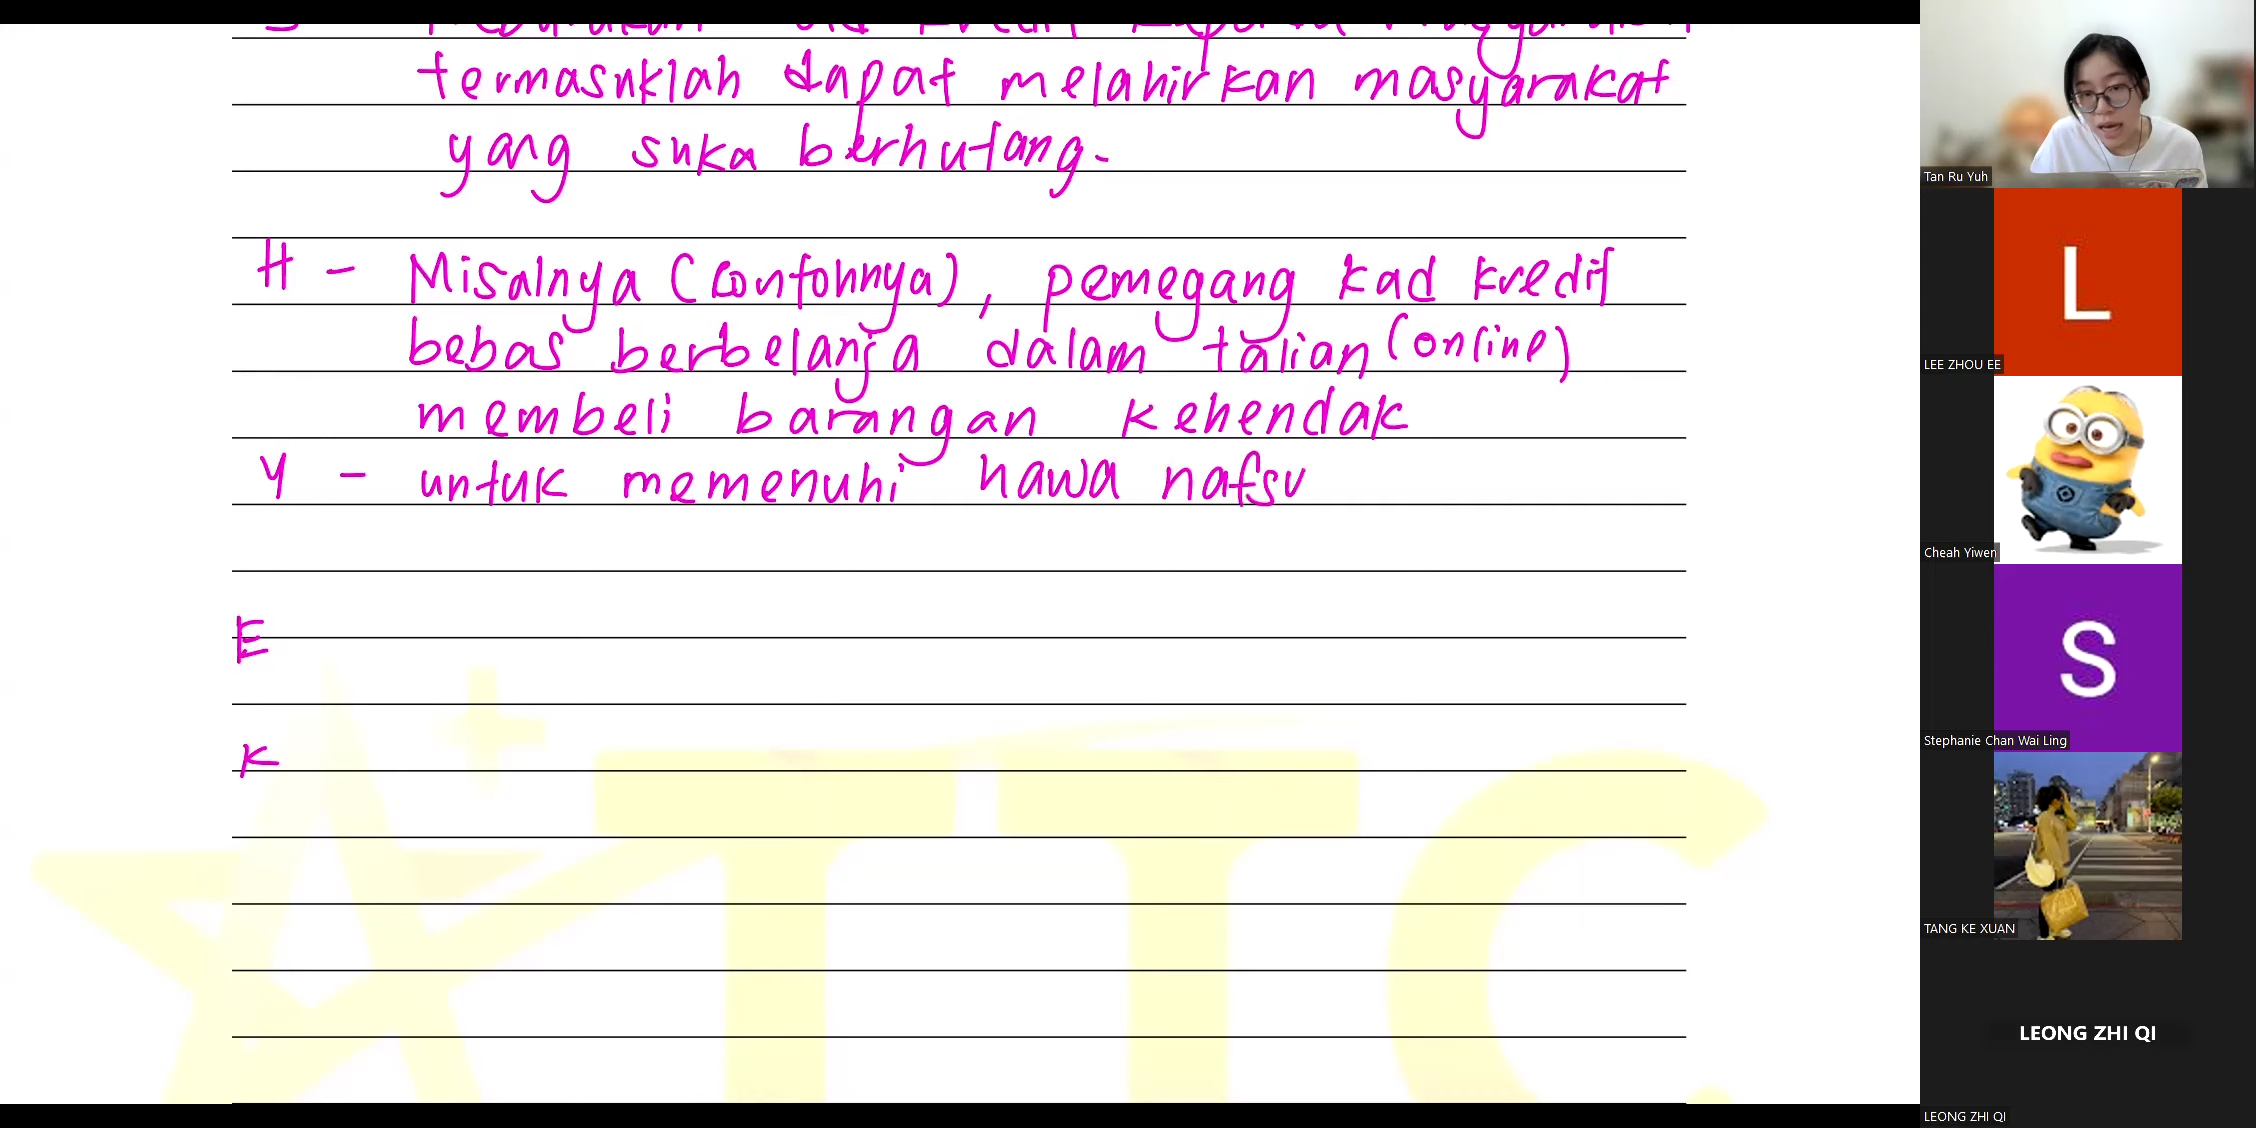 termasuklah dapat melahirkan masyarakat
yang suka berhutang.
H - Misalnya (contohnya), pemegang kad kredit
bebas berbelanja dalam talian (online)
membeli barangan kehendak
Y - untuk memenuhi hawa nafsu
E
K
TTC
Tan Ru Yuh
L
LEE ZHOU EE
Cheah Yiwen
S
Stephanie Chan Wai Ling
TANG KE XUAN
LEONG ZHI QI
LEONG ZHI QI